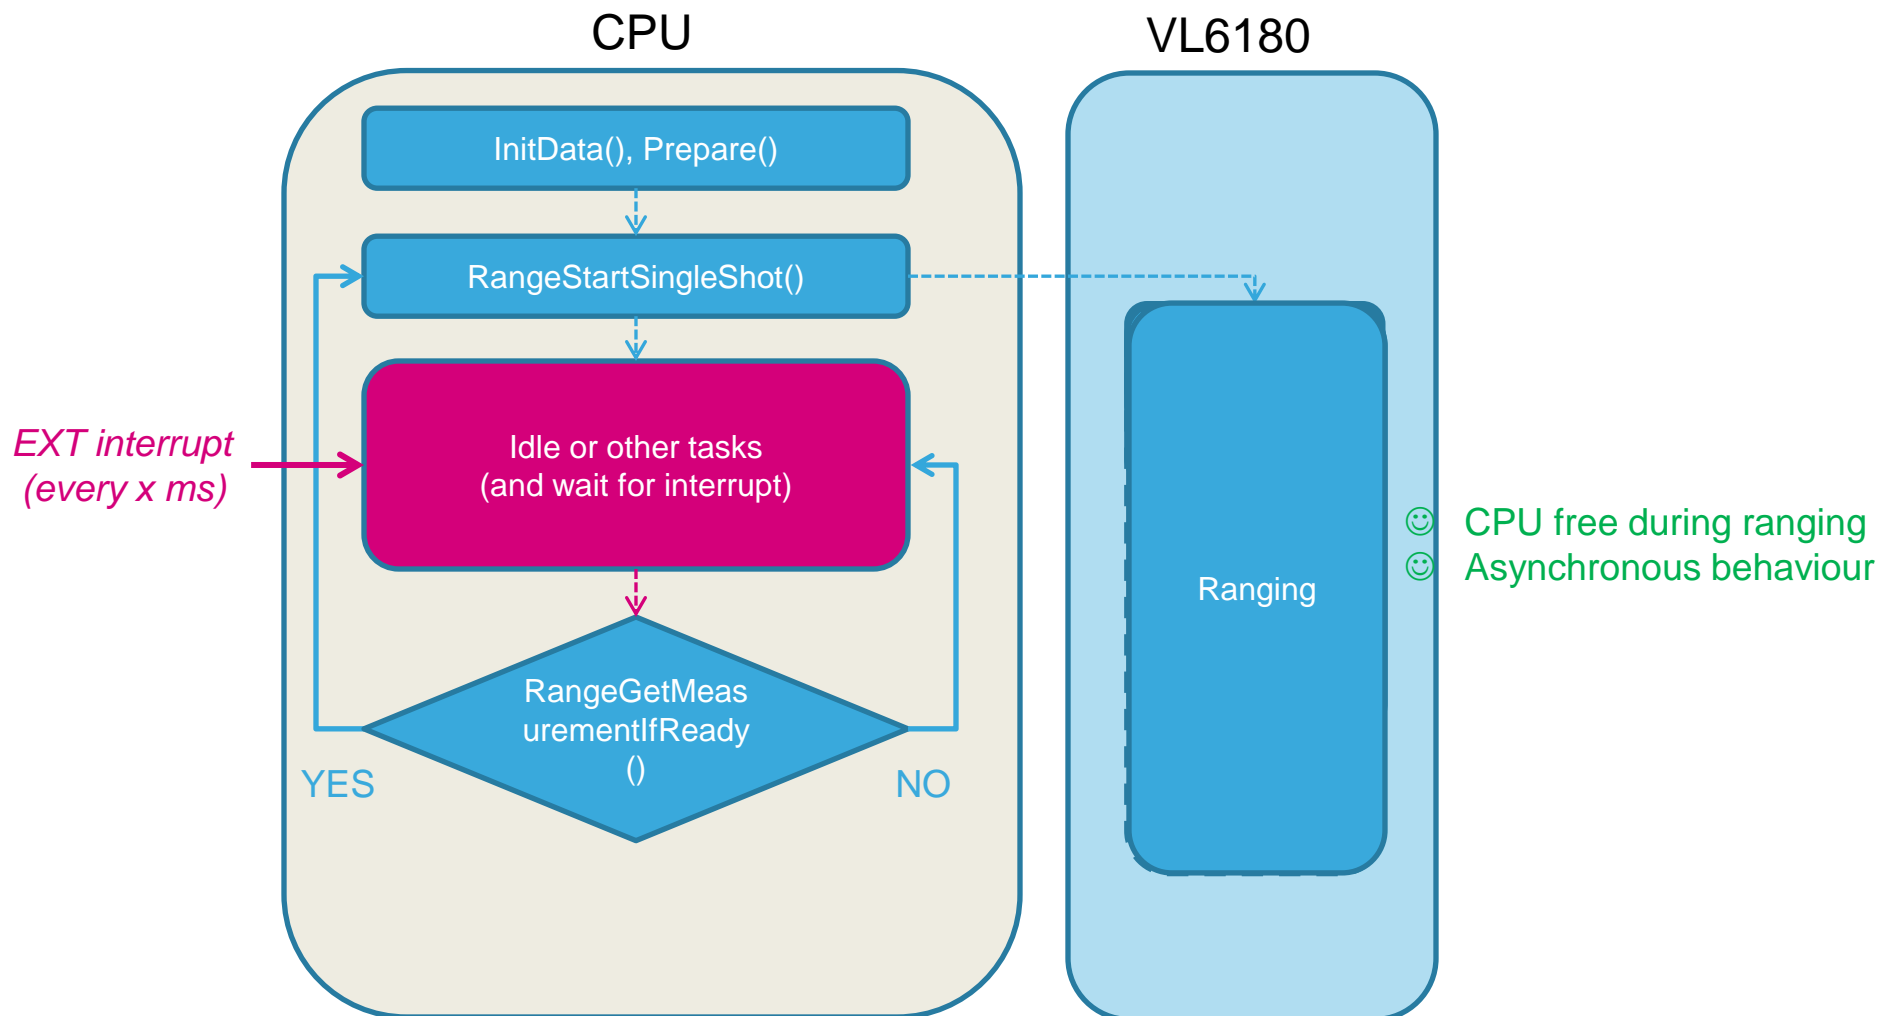 CPU
VL6180
InitData(), Prepare()
RangeStartSingleShot()
EXT interrupt
(every x ms)
Idle or other tasks
(and wait for interrupt)
RangeGetMeas
urementIfReady
()
YES
NO
Ranging
CPU free during ranging
Asynchronous behaviour